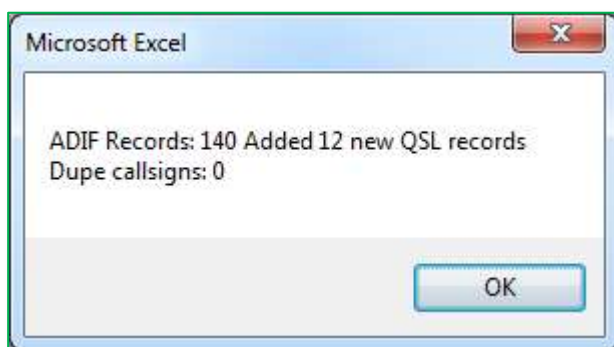 Microsoft Excel
ADIF Records: 140 Added 12 new QSL records
Dupe callsigns: 0
OK